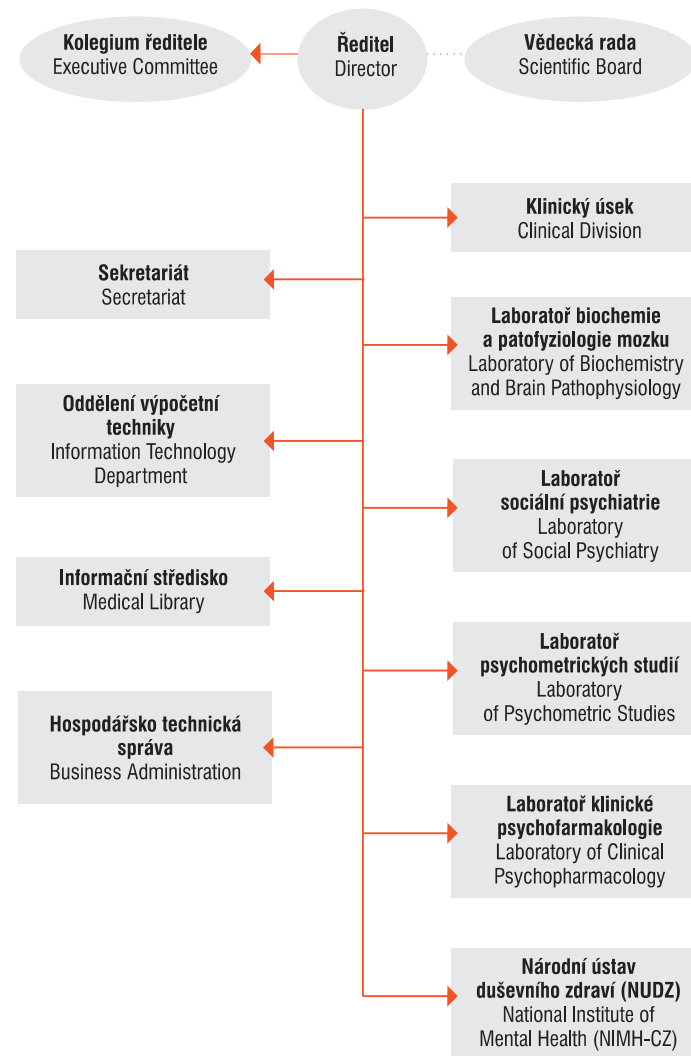 Kolegium ředitele
Executive Committee
Ředitel
Director
Vědecká rada
Scientific Board
Klinický úsek
Clinical Division
Sekretariát
Secretariat
Laboratoř biochemie
a patofyziologie mozku
Laboratory of Biochemistry
and Brain Pathophysiology
Oddělení výpočetní
techniky
Information Technology
Department
Laboratoř
sociální psychiatrie
Laboratory
of Social Psychiatry
Informační středisko
Medical Library
Laboratoř
psychometrických studií
Laboratory
of Psychometric Studies
Hospodářsko technická
správa
Business Administration
Laboratoř klinické
psychofarmakologie
Laboratory of Clinical
Psychopharmacology
Národní ústav
duševního zdraví (NUDZ)
National Institute of
Mental Health (NIMH-CZ)